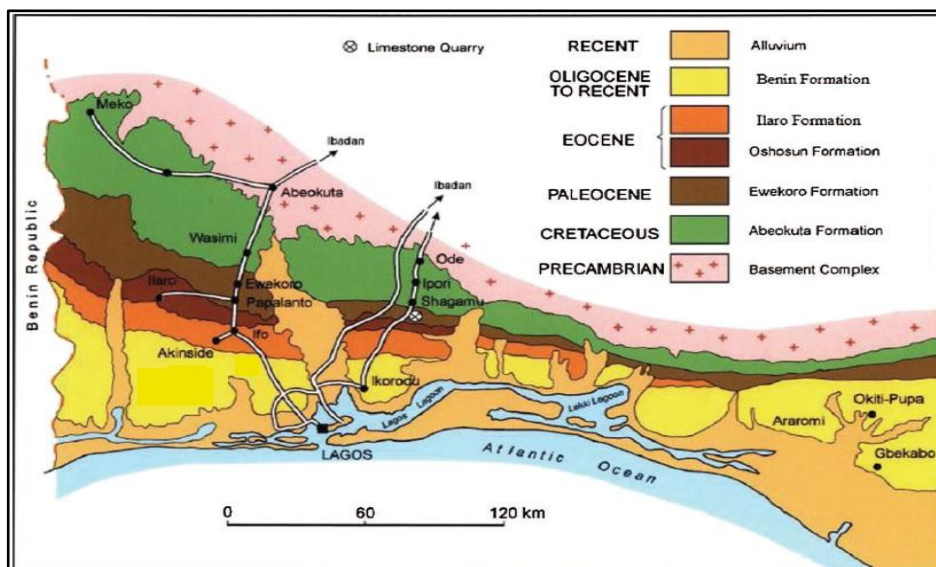 Limestone Quarry
RECENT
Alluvium
OLIGOCENE
TO RECENT
Benin Formation
EOCENE
Ilaro Formation
Oshosun Formation
PALEOCENE
Ewekoro Formation
CRETACEOUS
Abeokuta Formation
PRECAMBRIAN
Basement Complex
Meko
Ibadan
Ibadan
Abeokuta
Benin Republic
Wasimi
Ode
Ewekoro
Ipori
Ilaro
Papalanto
Shagamu
Ifo
Akinside
Ikorodu
Lagos Lagoon
Lekki Lagoon
Okiti-Pupa
Araromi
LAGOS
Atlantic Ocean
Gbekabo
0 60 120 km